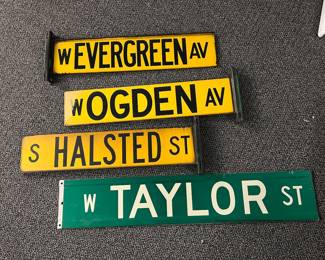 W EVERGREEN AV
W OGDEN AV
S HALSTED ST
W TAYLOR ST